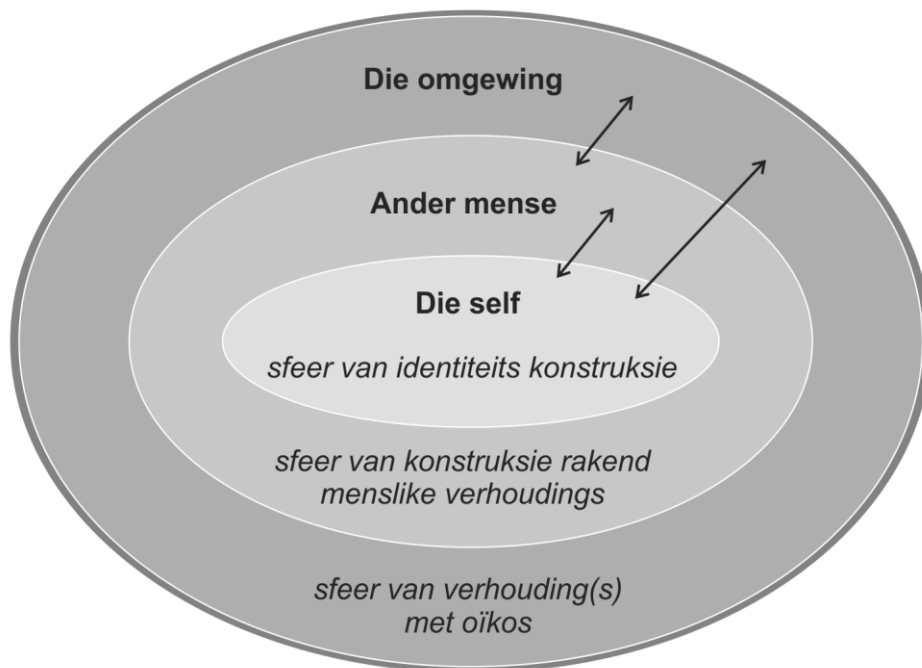 Die omgewing
Ander mense
Die self
sfeer van identiteits konstruksie
sfeer van konstruksie rakend
menslike verhoudings
sfeer van verhouding(s)
met oïkos